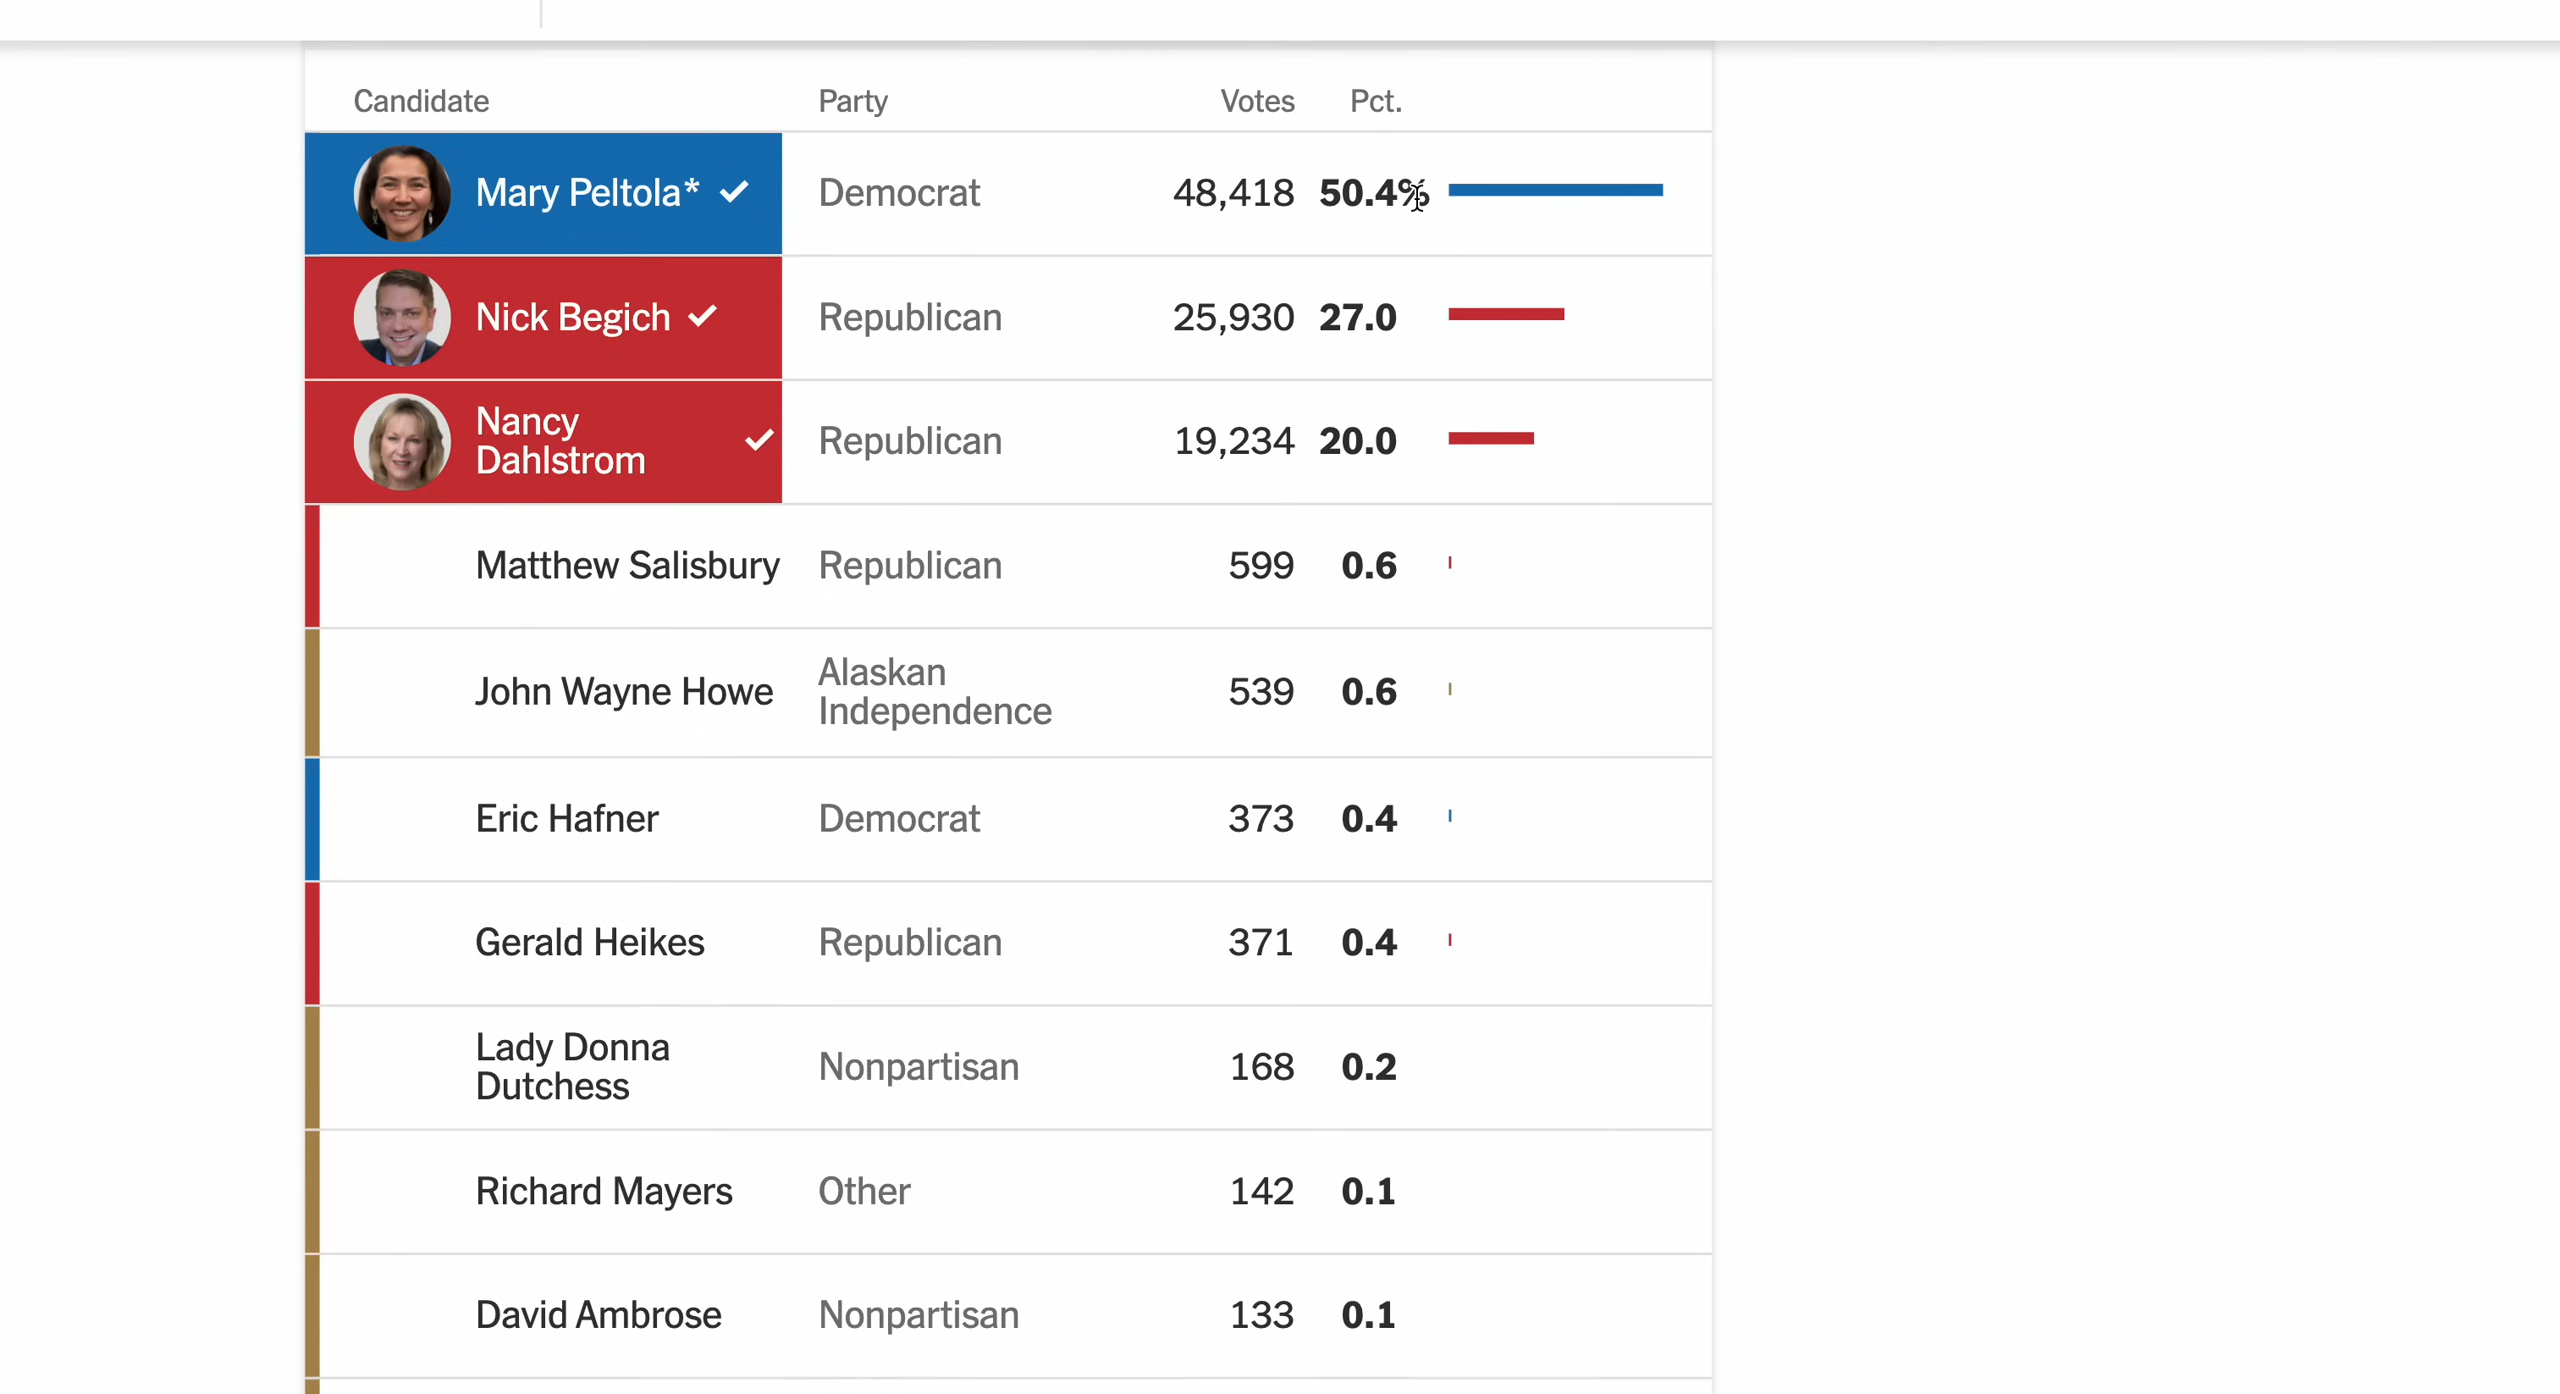 Candidate Party Votes Pct.
Mary Peltola* ✓ Democrat 48,418 50.4%
Nick Begich ✓ Republican 25,930 27.0
Nancy
Dahlstrom ✓ Republican 19,234 20.0
Matthew Salisbury Republican 599 0.6
John Wayne Howe Alaskan
Independence 539 0.6
Eric Hafner Democrat 373 0.4
Gerald Heikes Republican 371 0.4
Lady Donna
Dutchess Nonpartisan 168 0.2
Richard Mayers Other 142 0.1
David Ambrose Nonpartisan 133 0.1